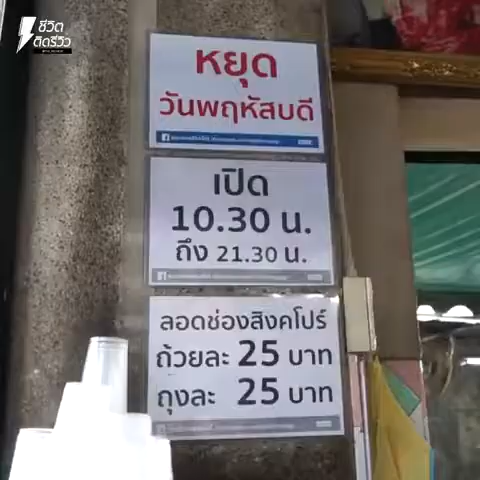 ชีวิต
ติดรีวิว
หยุด
วันพฤหัสบดี
เปิด
10.30 น.
ถึง 21.30 น.
ลอดช่องสิงคโปร์
ถ้วยละ 25 บาท
ถุงละ 25 บาท